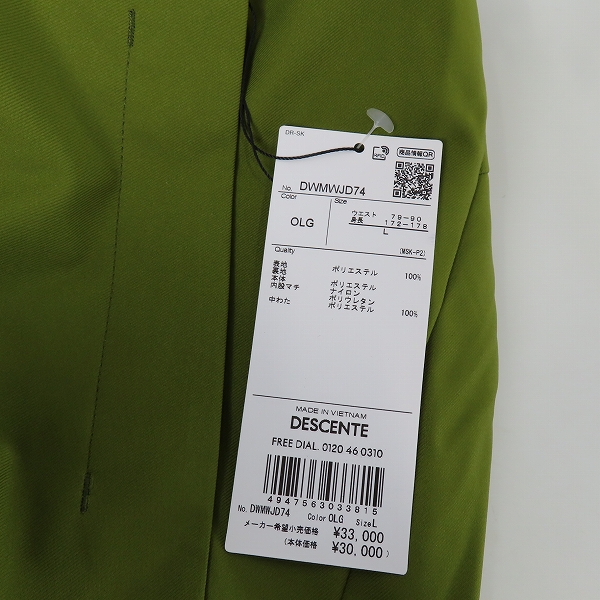 DR-SK
RFID
商品情報QR
No. DWMWJD74
Color
OLG
Size
ウエスト 79-90
身長 172-178
L
Quality
(MSK-P2)
表地 ポリエステル 100%
裏地
本体 ポリエステル
内股マチ ナイロン
ポリウレタン
中わた ポリエステル 100%
MADE IN VIETNAM
DESCENTE
FREE DIAL. 0120 46 0310
4947563033815
No. DWMWJD74 Color OLG Size L
メーカー希望小売価格 ¥33,000
(本体価格 ¥30,000)